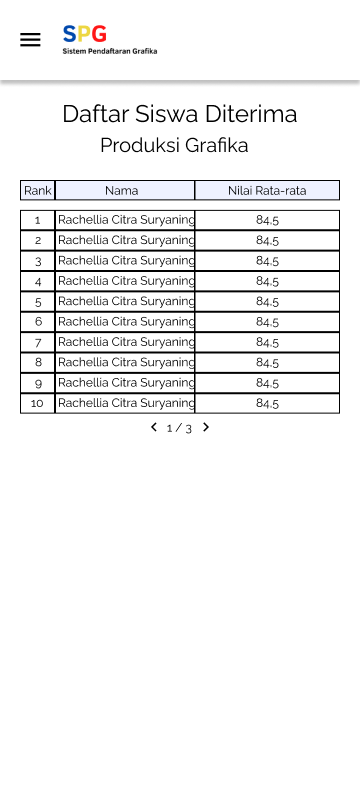 SPG
Sistem Pendaftaran Grafika
Daftar Siswa Diterima
Produksi Grafika
Rank Nama Nilai Rata-rata
1 Rachellia Citra Suryaning 84,5
2 Rachellia Citra Suryaning 84,5
3 Rachellia Citra Suryaning 84,5
4 Rachellia Citra Suryaning 84,5
5 Rachellia Citra Suryaning 84,5
6 Rachellia Citra Suryaning 84,5
7 Rachellia Citra Suryaning 84,5
8 Rachellia Citra Suryaning 84,5
9 Rachellia Citra Suryaning 84,5
10 Rachellia Citra Suryaning 84,5
1 / 3